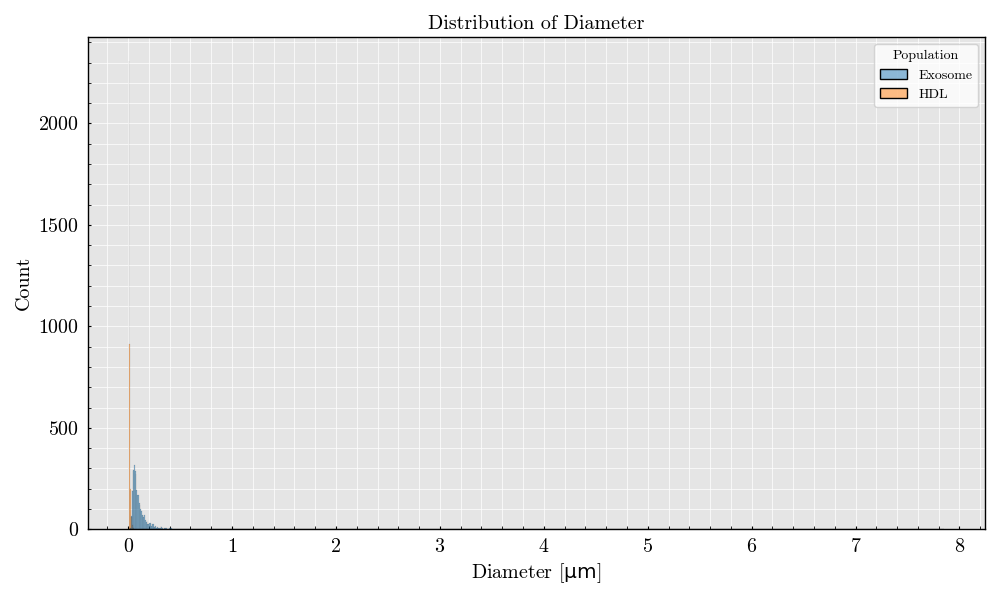 Distribution of Diameter
Population
Exosome
HDL
Count
2000
1500
1000
500
0
0 1 2 3 4 5 6 7 8
Diameter [µm]